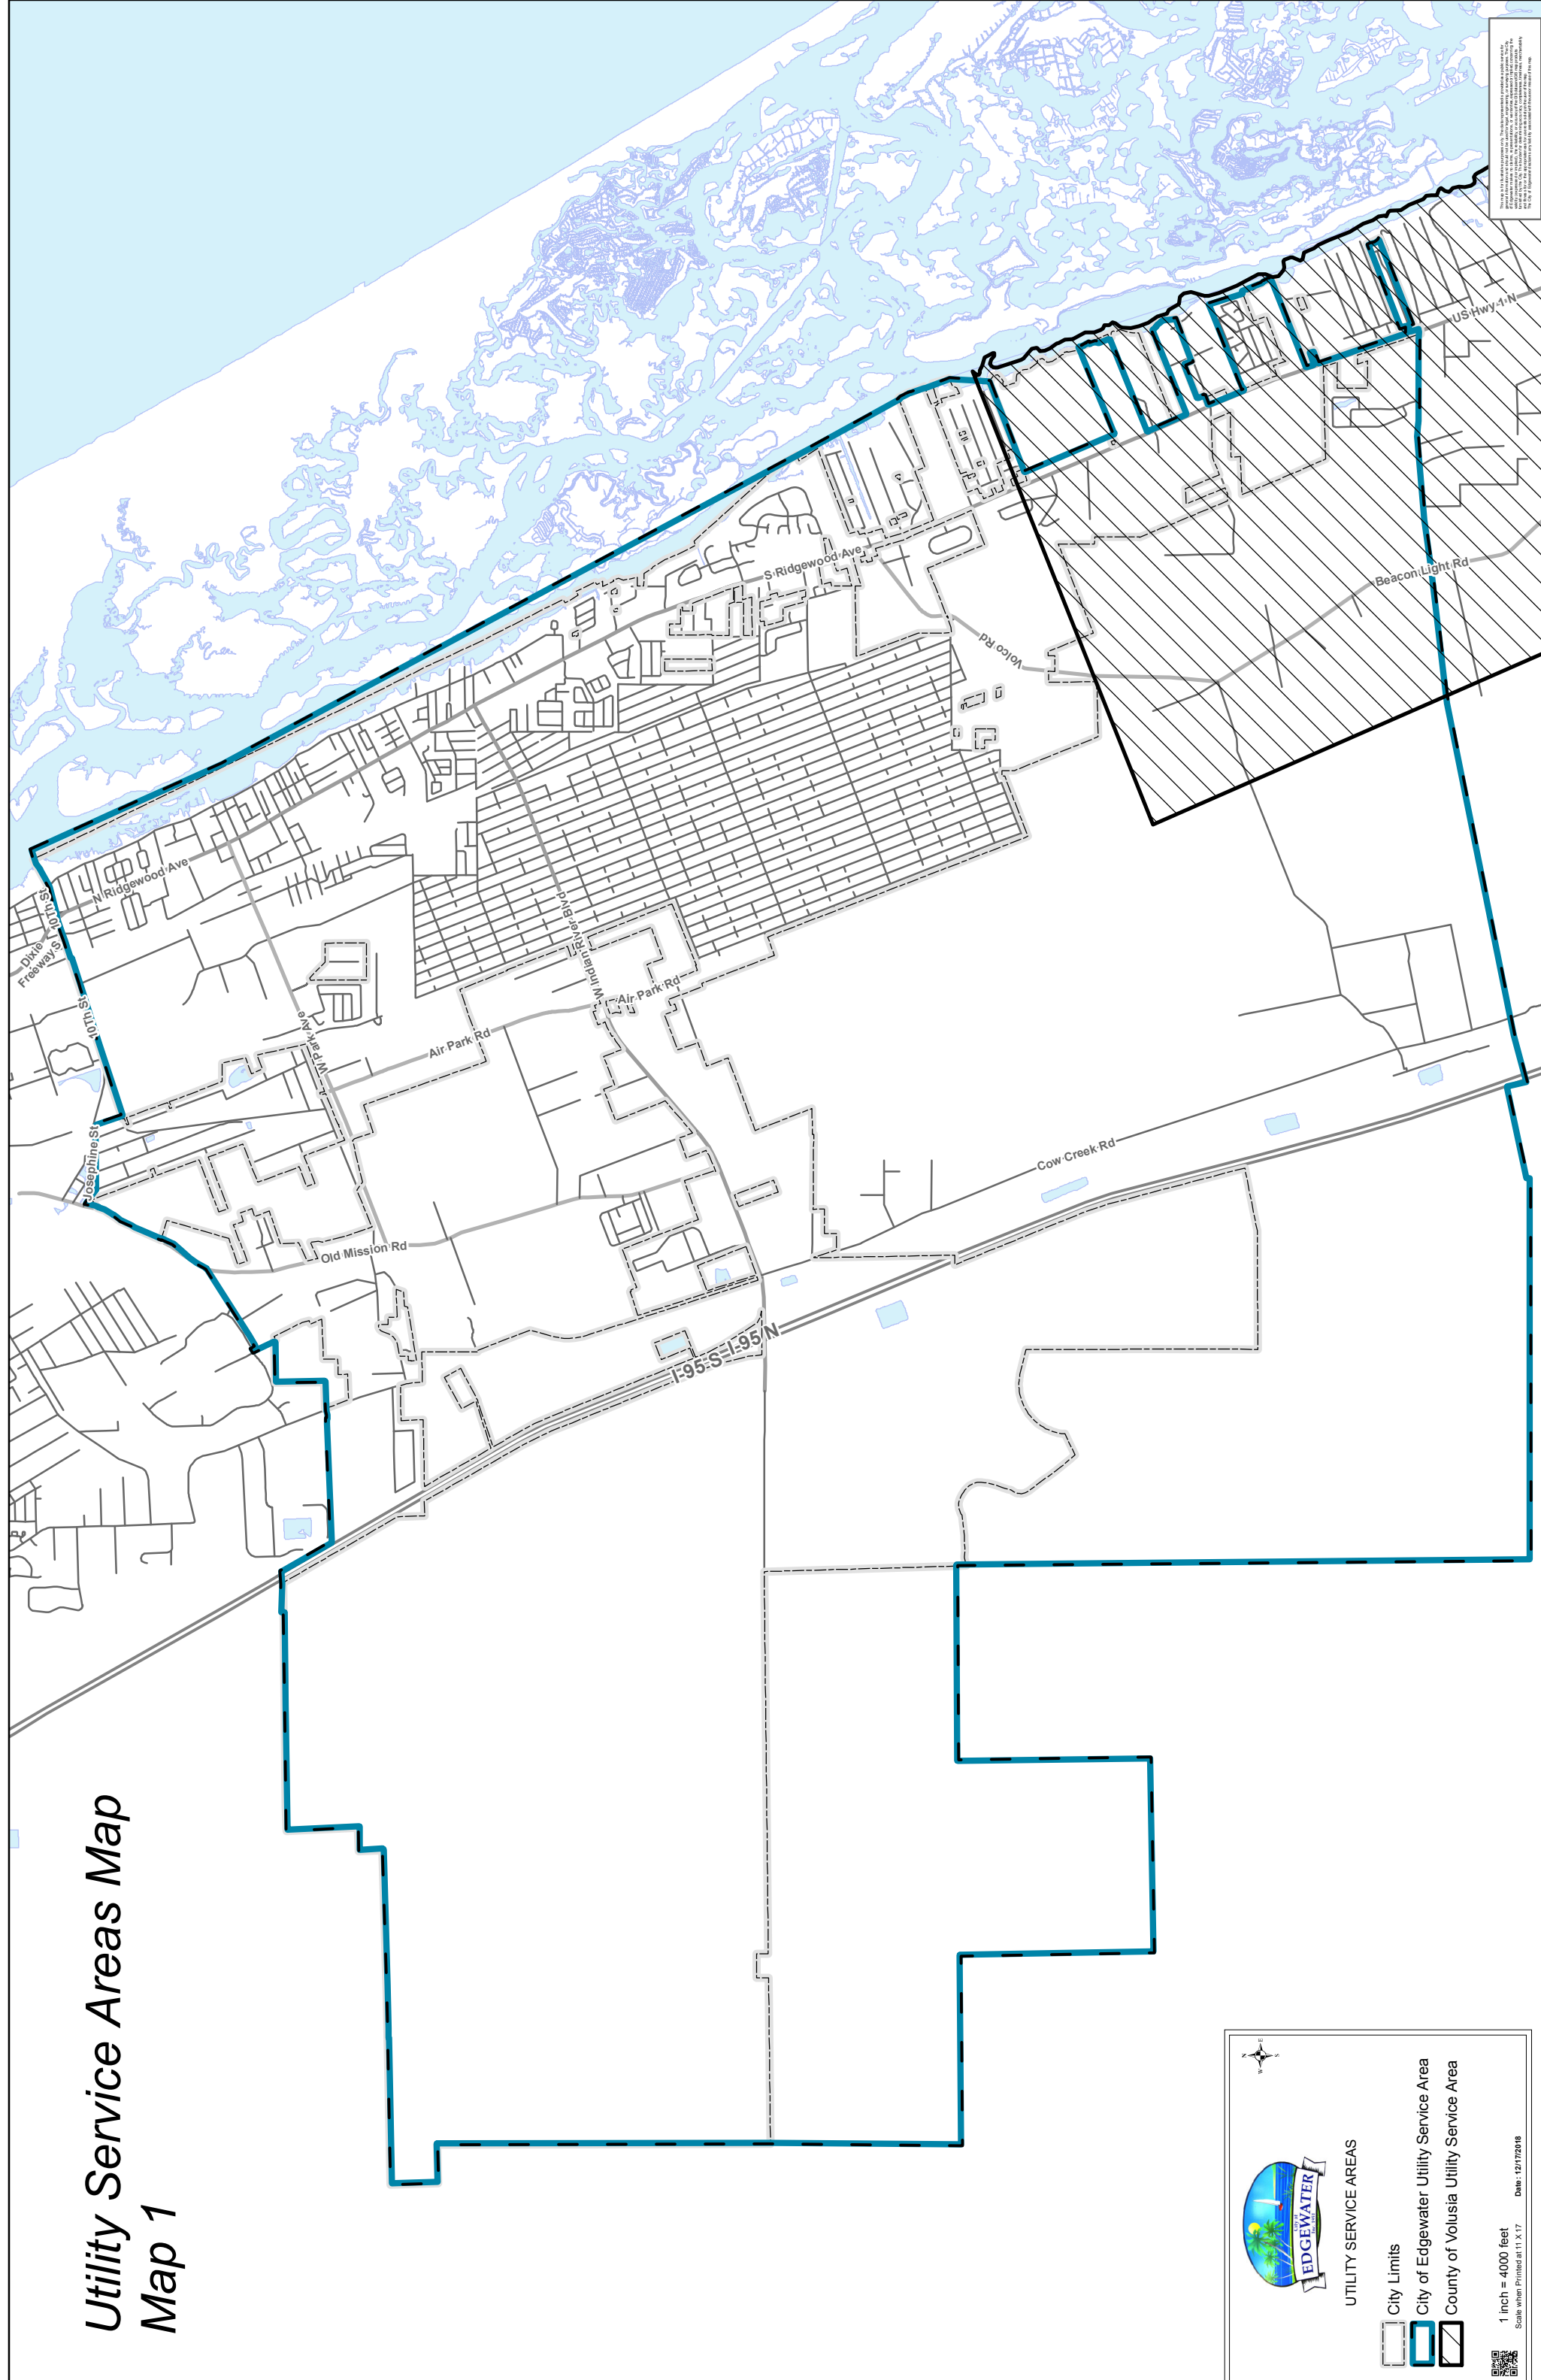 Utility Service Areas Map
Map 1
Dixie
Freeway S
10Th St
N Ridgewood Ave
10Th St
Josephine St
W Park Ave
Air Park Rd
Old Mission Rd
W Indian River Blvd
Air Park Rd
S Ridgewood Ave
Volco Rd
Beacon Light Rd
US Hwy 1 N
Cow Creek Rd
I-95 S
I-95 N
N
E
S
W
City of
EDGEWATER
UTILITY SERVICE AREAS
City Limits
City of Edgewater Utility Service Area
County of Volusia Utility Service Area
1 inch = 4000 feet
Scale when Printed at 11 X 17
Date: 12/17/2018